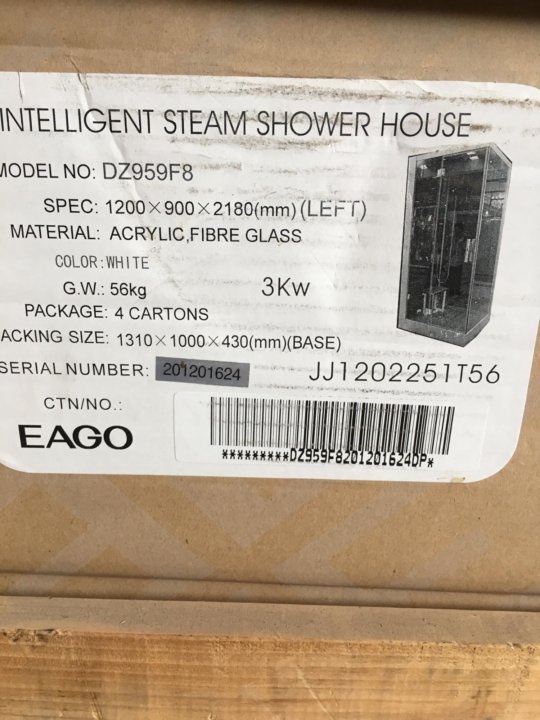 INTELLIGENT STEAM SHOWER HOUSE
MODEL NO: DZ959F8
SPEC: 1200×900×2180(mm)(LEFT)
MATERIAL: ACRYLIC,FIBRE GLASS
COLOR:WHITE
G.W.: 56kg 3Kw
PACKAGE: 4 CARTONS
ACKING SIZE: 1310×1000×430(mm)(BASE)
SERIAL NUMBER: 201201624 JJ1202251T56
CTN/NO.:
EAGO
*********DZ959F8201201624DP*